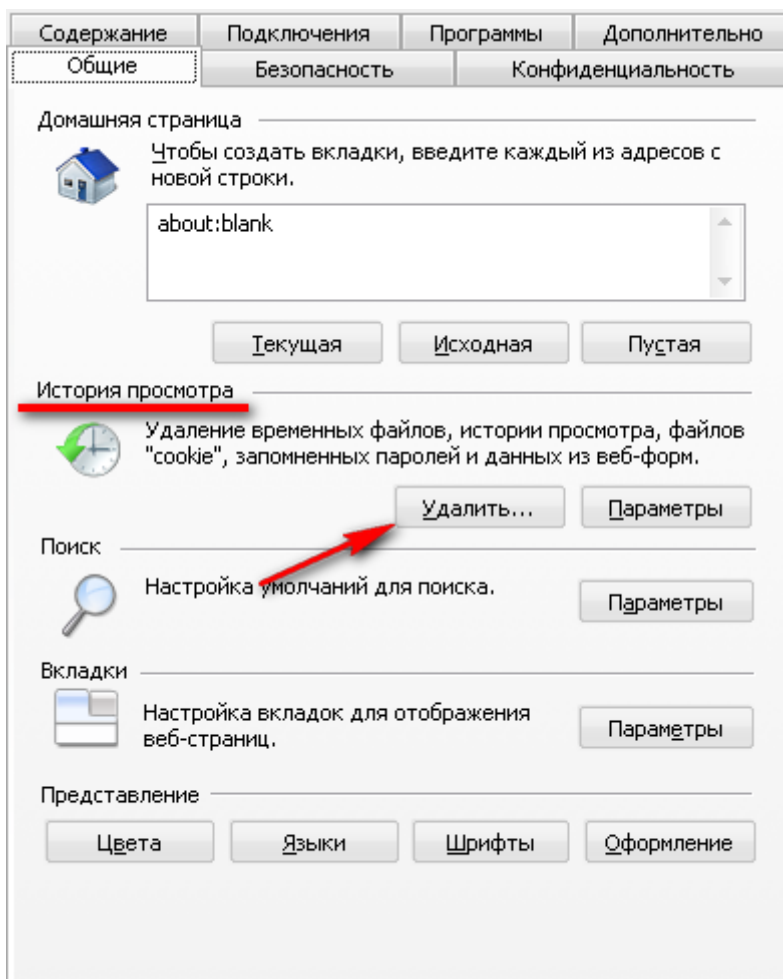 Содержание Подключения Программы Дополнительно
Общие Безопасность Конфиденциальность
Домашняя страница
Чтобы создать вкладки, введите каждый из адресов с
новой строки.
about:blank
Текущая Исходная Пустая
История просмотра
Удаление временных файлов, истории просмотра, файлов
"cookie", запомненных паролей и данных из веб-форм.
Удалить... Параметры
Поиск
Настройка умолчаний для поиска.
Параметры
Вкладки
Настройка вкладок для отображения
веб-страниц.
Параметры
Представление
Цвета Языки Шрифты Оформление